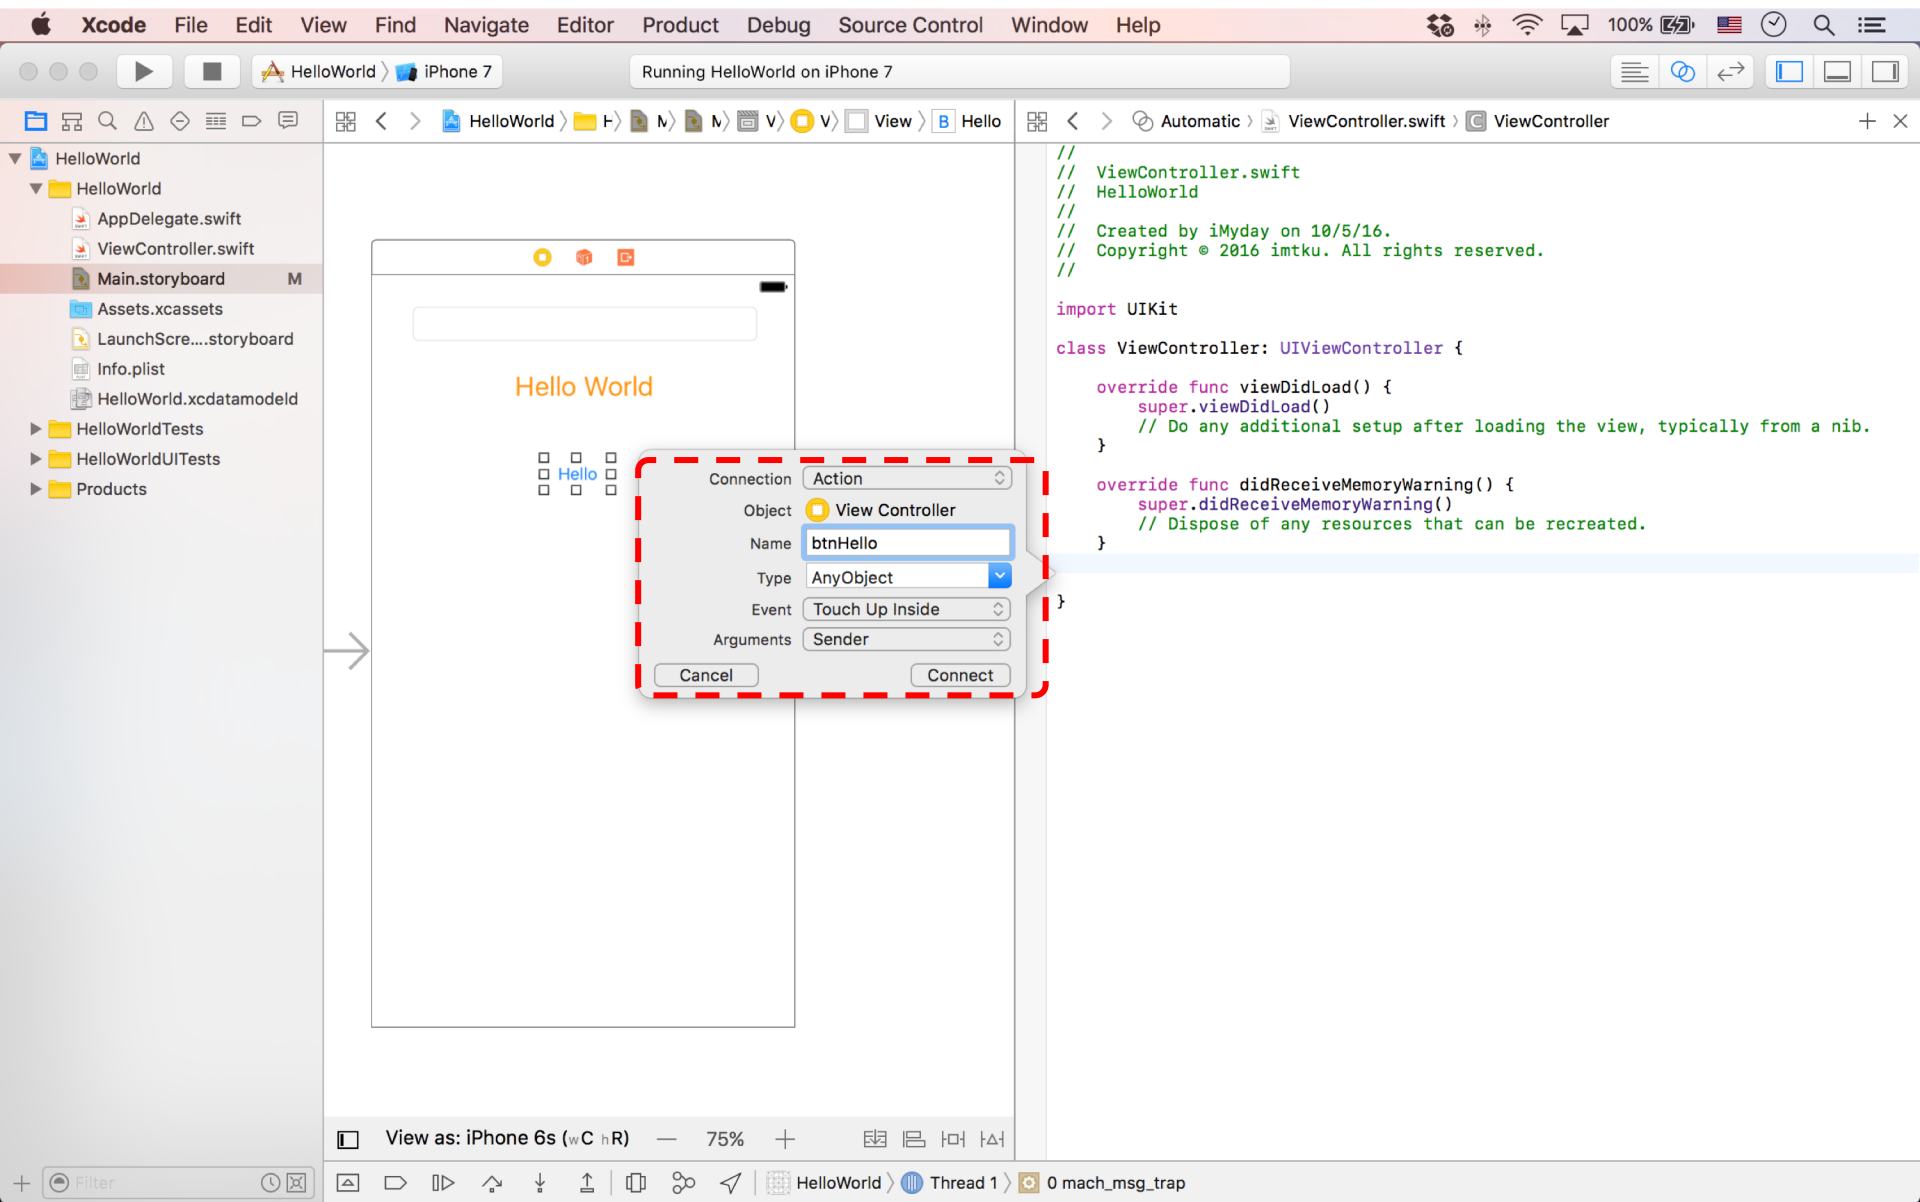 Xcode File Edit View Find Navigate Editor Product Debug Source Control Window Help 100%
HelloWorld iPhone 7
Running HelloWorld on iPhone 7
HelloWorld H M M V V View B Hello
Automatic ViewController.swift C ViewController
HelloWorld
HelloWorld
AppDelegate.swift
ViewController.swift
Main.storyboard M
Assets.xcassets
LaunchScre....storyboard
Info.plist
HelloWorld.xcdatamodeld
HelloWorldTests
HelloWorldUITests
Products
Hello World
Hello
Connection Action
Object View Controller
Name btnHello
Type AnyObject
Event Touch Up Inside
Arguments Sender
Cancel Connect
//
// ViewController.swift
// HelloWorld
//
// Created by iMyday on 10/5/16.
// Copyright © 2016 imtku. All rights reserved.
//
import UIKit
class ViewController: UIViewController {
override func viewDidLoad() {
super.viewDidLoad()
// Do any additional setup after loading the view, typically from a nib.
}
override func didReceiveMemoryWarning() {
super.didReceiveMemoryWarning()
// Dispose of any resources that can be recreated.
}
}
View as: iPhone 6s (wC hR) — 75% +
Filter
HelloWorld Thread 1 0 mach_msg_trap